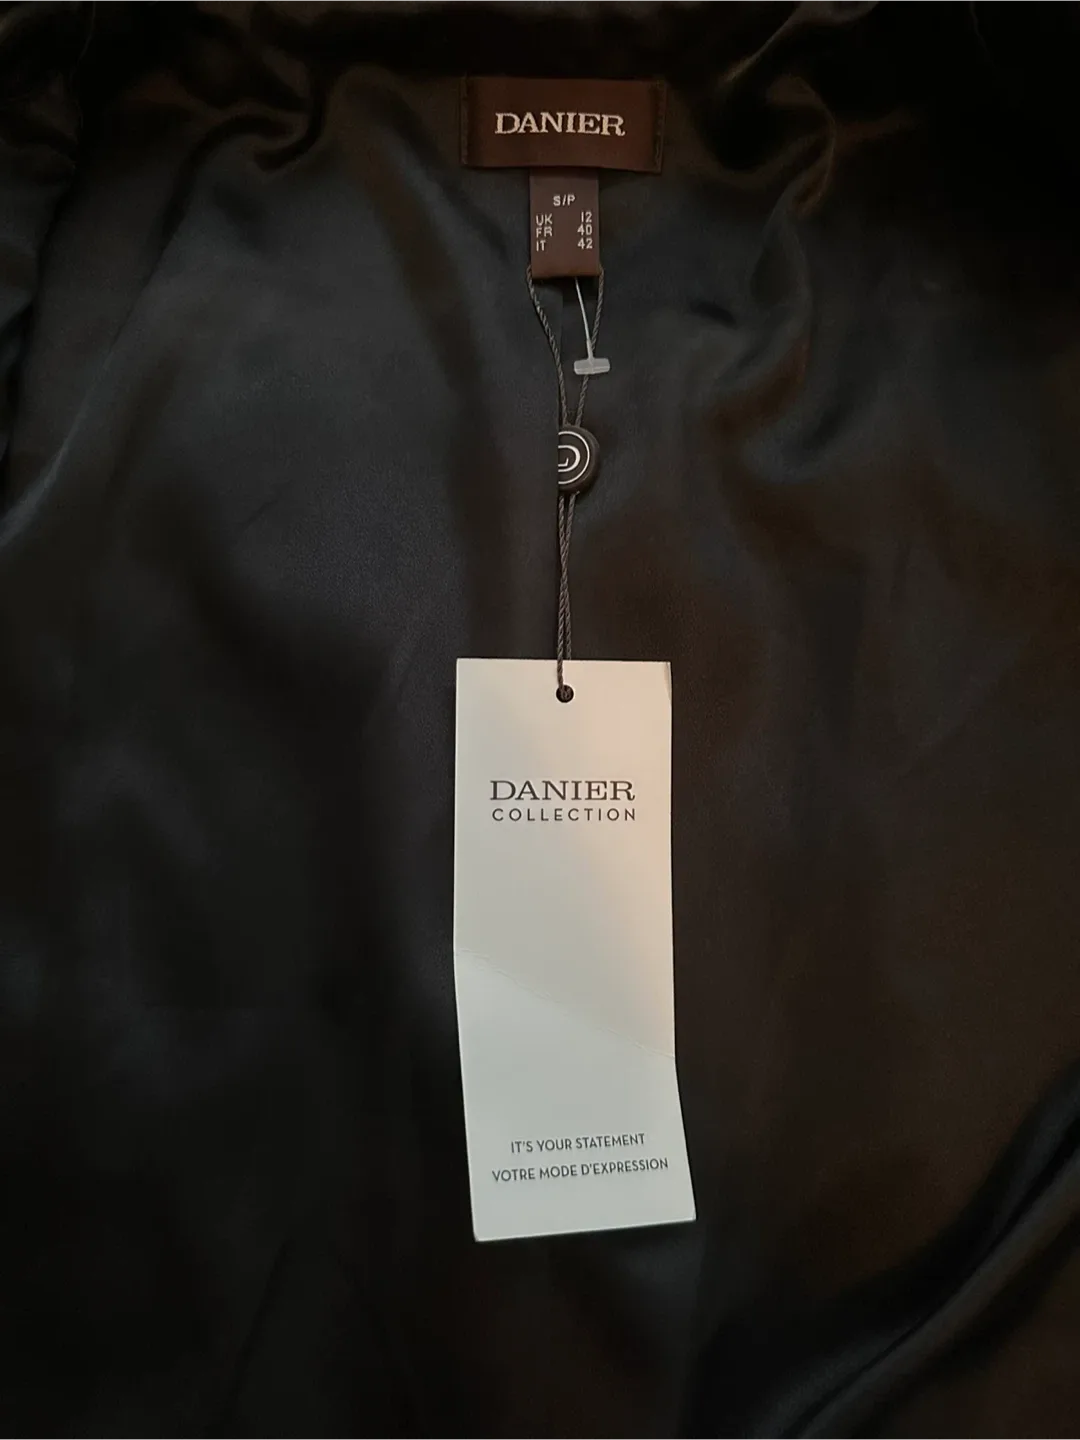 DANIER
S/P
UK 12
FR 40
IT 42
D
DANIER
COLLECTION
IT'S YOUR STATEMENT
VOTRE MODE D'EXPRESSION